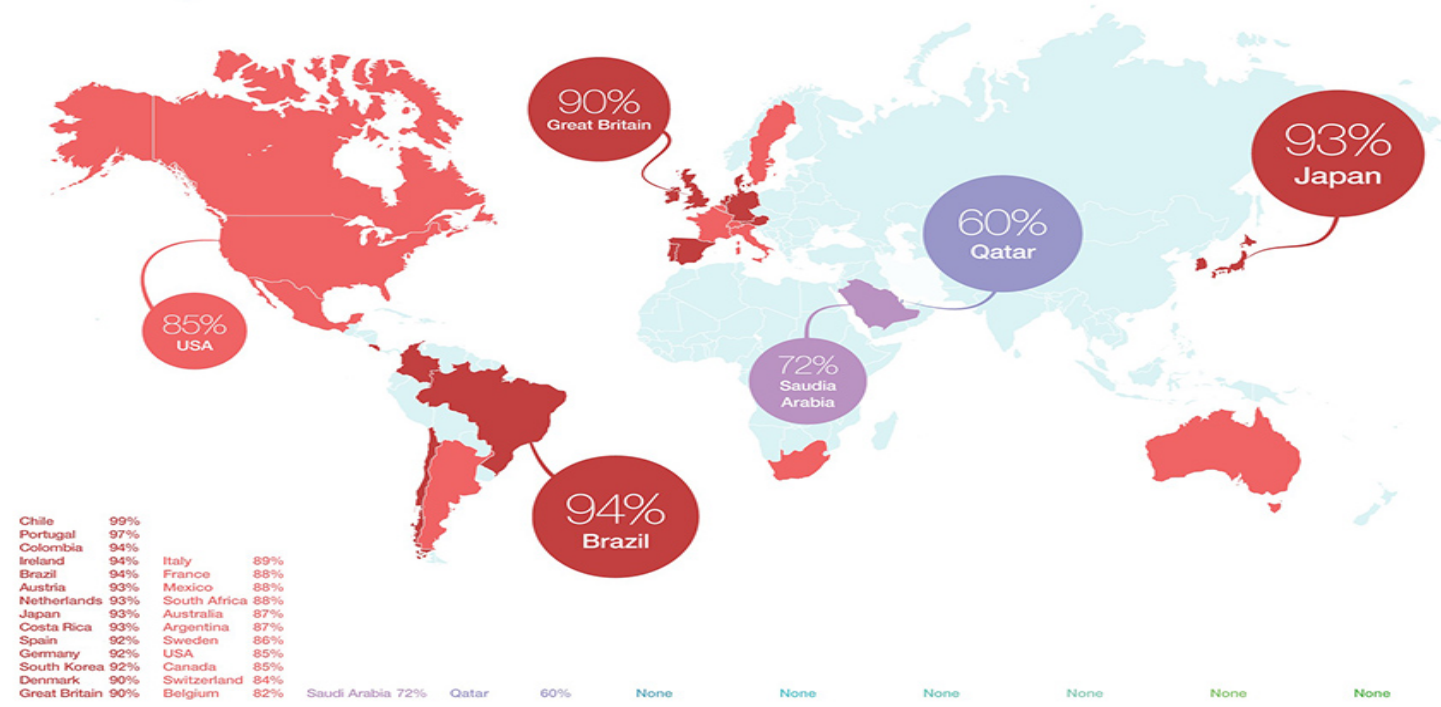 90%
Great Britain
93%
Japan
60%
Qatar
85%
USA
72%
Saudia
Arabia
94%
Brazil
Chile 99%
Portugal 97%
Colombia 94%
Ireland 94%
Brazil 94%
Austria 93%
Netherlands 93%
Japan 93%
Costa Rica 93%
Spain 92%
Germany 92%
South Korea 92%
Denmark 90%
Great Britain 90%
Italy 89%
France 88%
Mexico 88%
South Africa 88%
Australia 87%
Argentina 87%
Sweden 86%
USA 85%
Canada 85%
Switzerland 84%
Belgium 82%
Saudi Arabia 72%
Qatar 60%
None
None
None
None
None
None